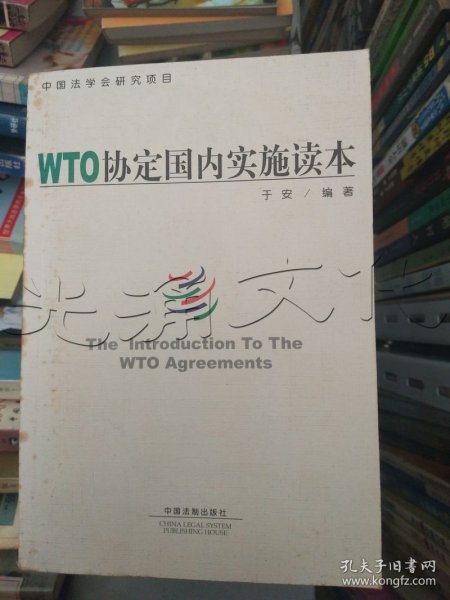 中国法学会研究项目
WTO协定国内实施读本
于安／编著
The Introduction To The
WTO Agreements
中国法制出版社
CHINA LEGAL SYSTEM
PUBLISHING HOUSE
孔夫子旧书网
www.kongfz.com